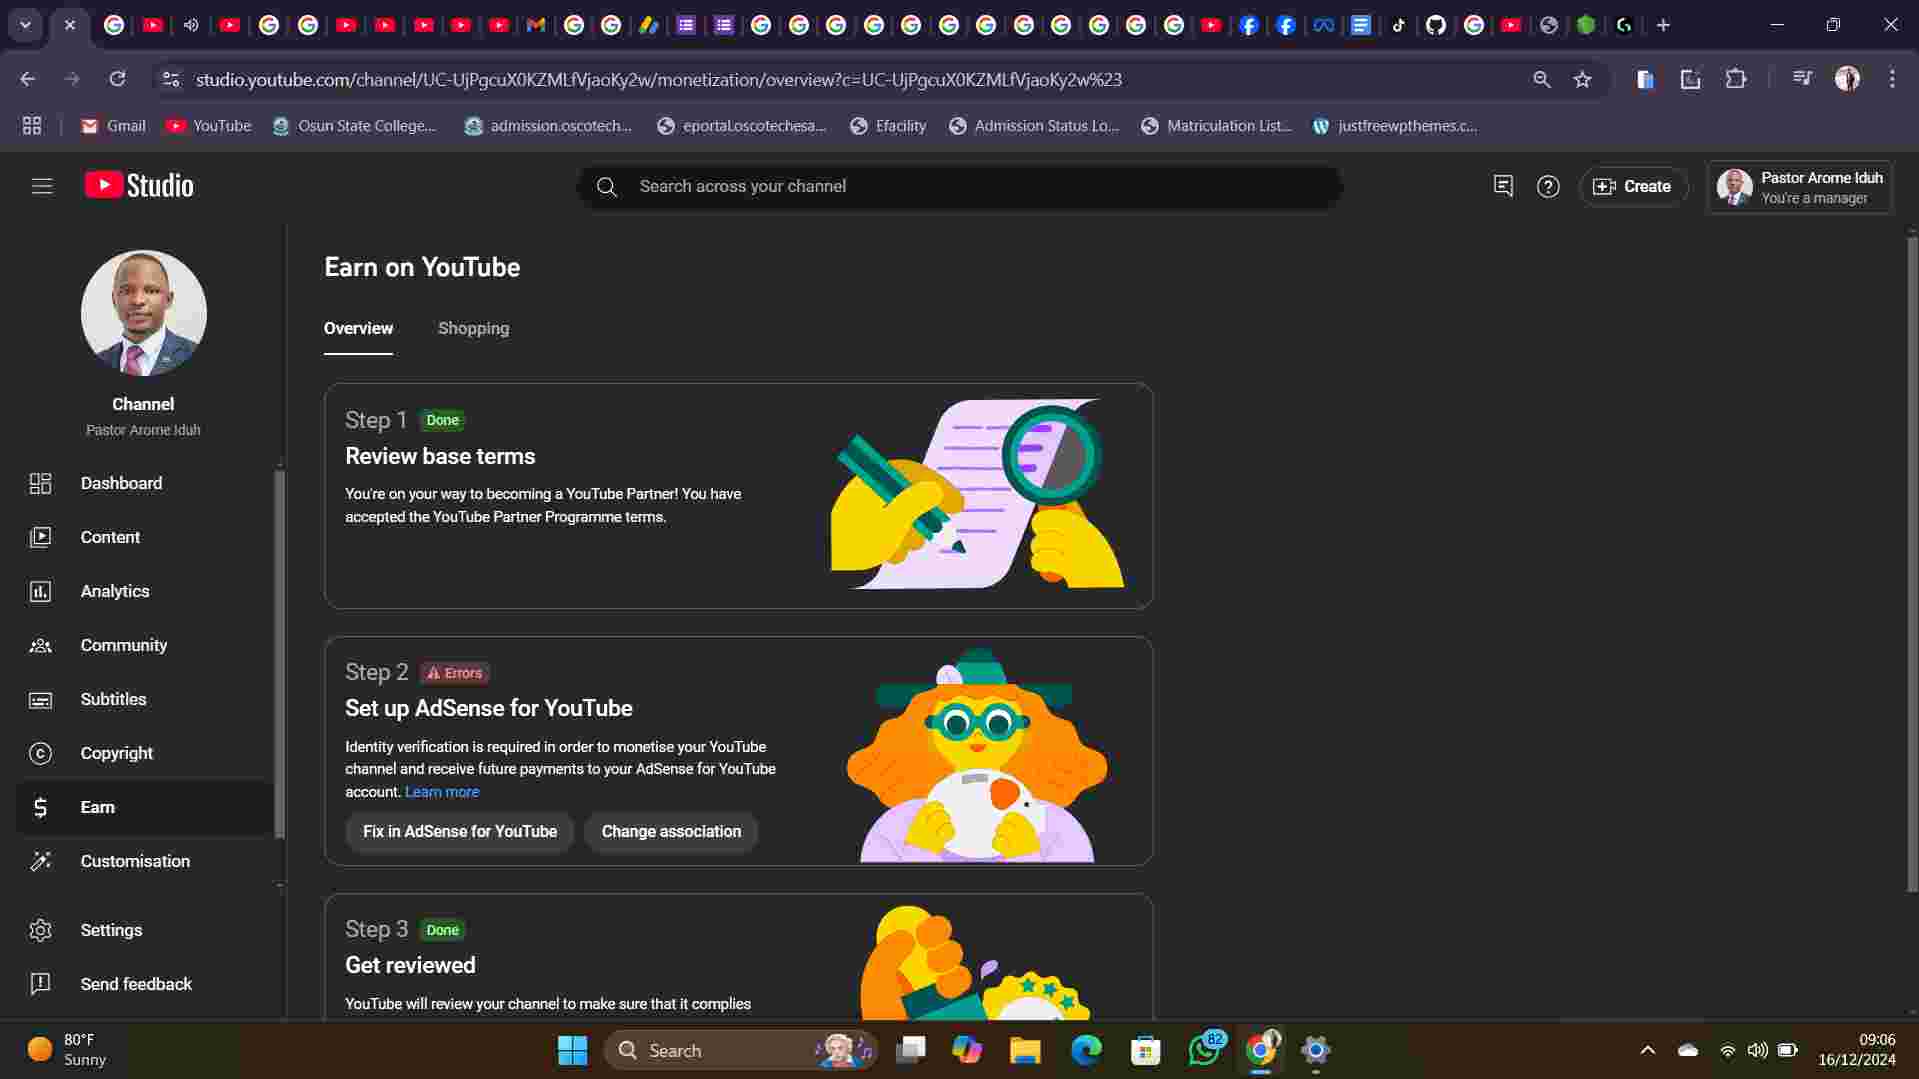 studio.youtube.com/channel/UC-UjPgcuX0KZMLfVjaoKy2w/monetization/overview?c=UC-UjPgcuX0KZMLfVjaoKy2w%23
Gmail
YouTube
Osun State College...
admission.oscotech...
eportal.oscotechesa...
Efacility
Admission Status Lo...
Matriculation List...
justfreewpthemes.c...
Studio
Search across your channel
Create
Pastor Arome Iduh
You're a manager
Channel
Pastor Arome Iduh
Dashboard
Content
Analytics
Community
Subtitles
Copyright
Earn
Customisation
Settings
Send feedback
Earn on YouTube
Overview
Shopping
Step 1 Done
Review base terms
You're on your way to becoming a YouTube Partner! You have
accepted the YouTube Partner Programme terms.
Step 2 Errors
Set up AdSense for YouTube
Identity verification is required in order to monetise your YouTube
channel and receive future payments to your AdSense for YouTube
account. Learn more
Fix in AdSense for YouTube
Change association
Step 3 Done
Get reviewed
YouTube will review your channel to make sure that it complies
80°F
Sunny
Search
82
09:06
16/12/2024